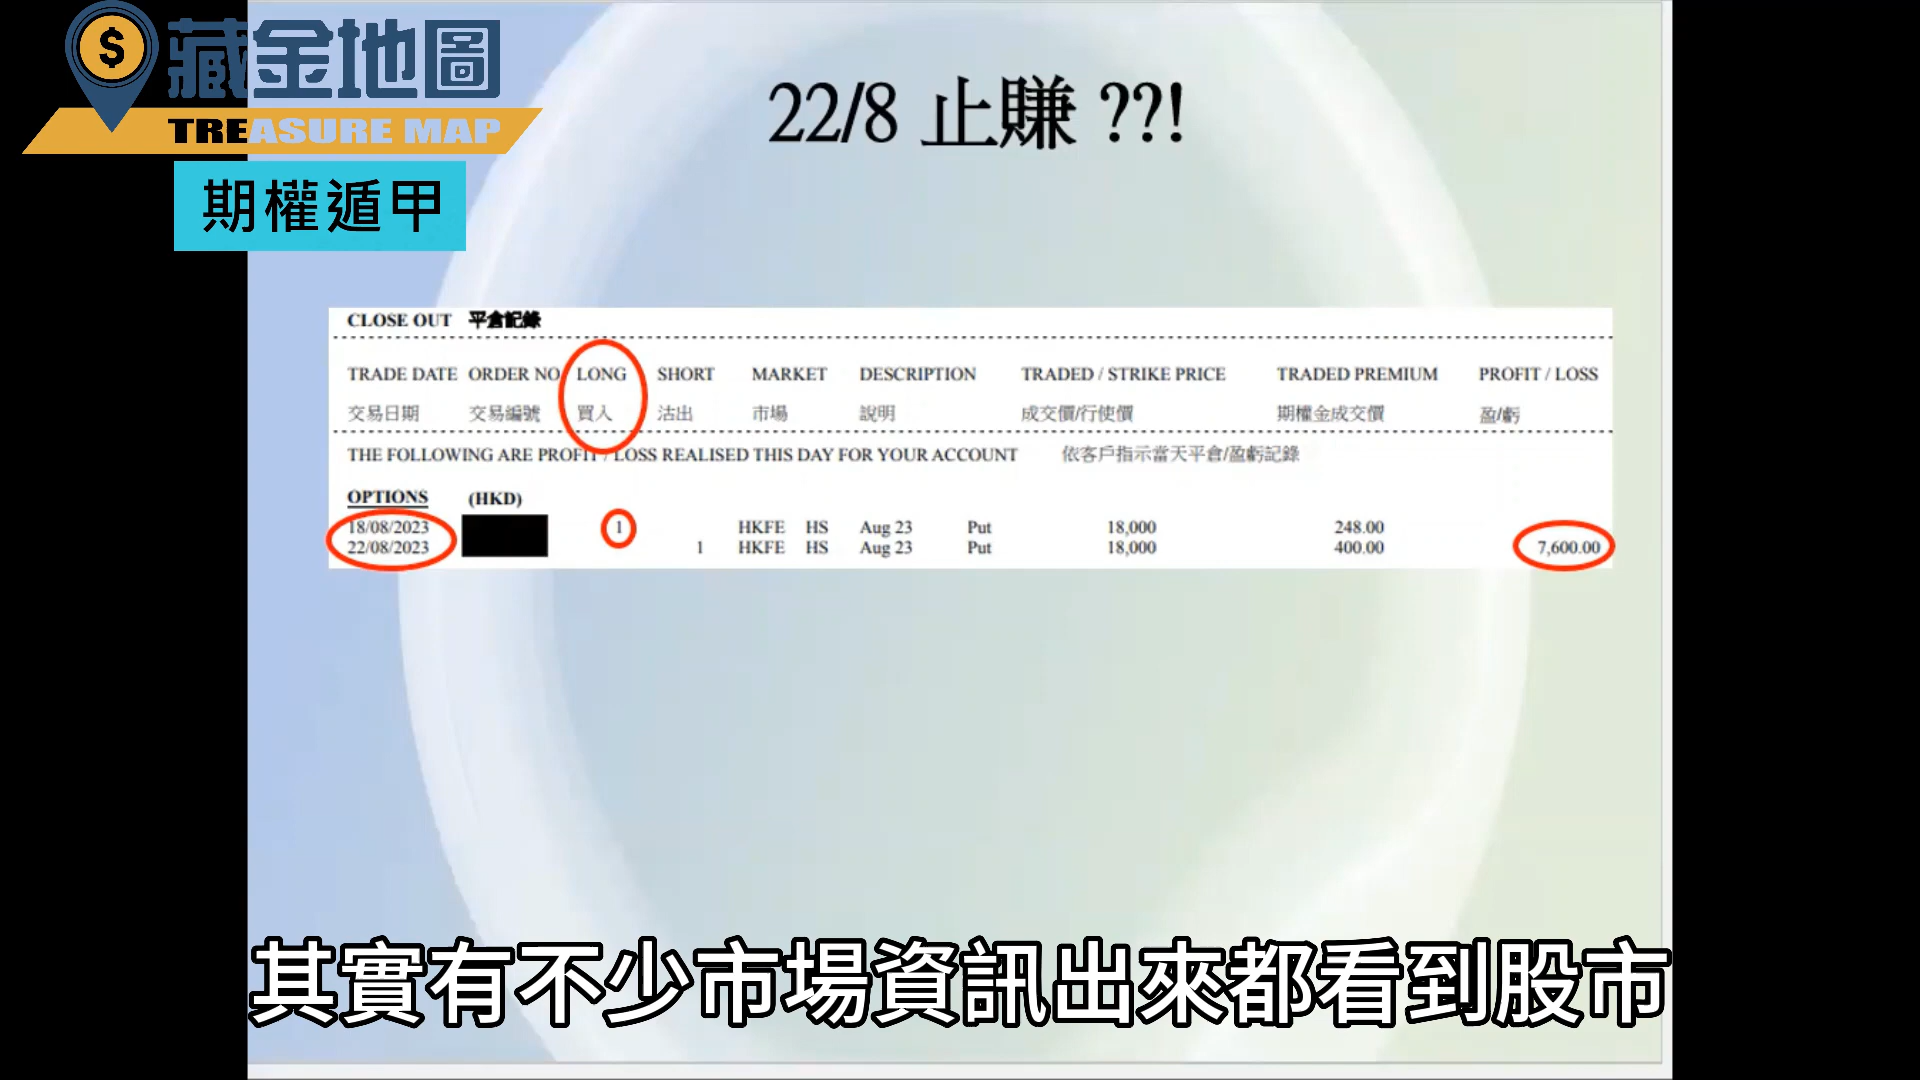 藏金地圖
TREASURE MAP
期權遁甲
22/8 止賺 ??!
CLOSE OUT 平倉記錄
TRADE DATE ORDER NO LONG SHORT MARKET DESCRIPTION TRADED / STRIKE PRICE TRADED PREMIUM PROFIT / LOSS
交易日期 交易編號 買入 沽出 市場 說明 成交價/行使價 期權金成交價 盈/虧
THE FOLLOWING ARE PROFIT / LOSS REALISED THIS DAY FOR YOUR ACCOUNT 依客戶指示當天平倉/盈虧記錄
OPTIONS (HKD)
18/08/2023 1 HKFE HS Aug 23 Put 18,000 248.00
22/08/2023 1 HKFE HS Aug 23 Put 18,000 400.00 7,600.00
其實有不少市場資訊出來都看到股市